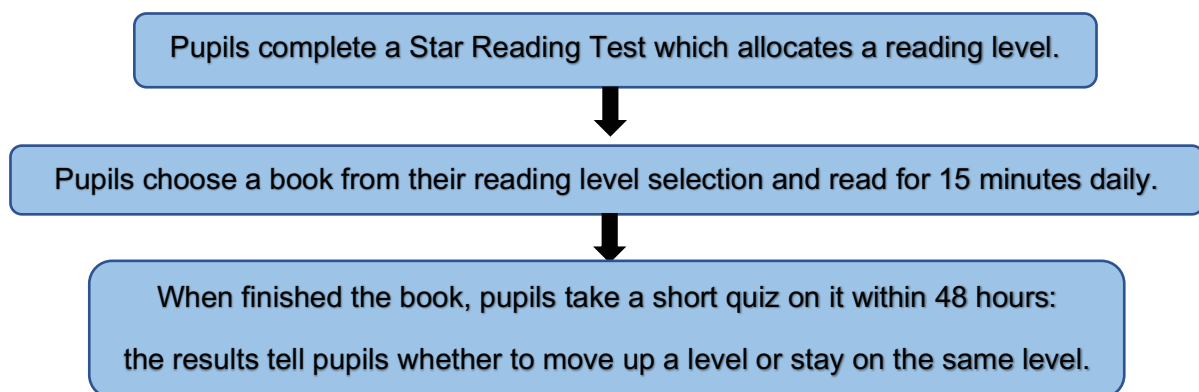 Pupils complete a Star Reading Test which allocates a reading level.
Pupils choose a book from their reading level selection and read for 15 minutes daily.
When finished the book, pupils take a short quiz on it within 48 hours:
the results tell pupils whether to move up a level or stay on the same level.